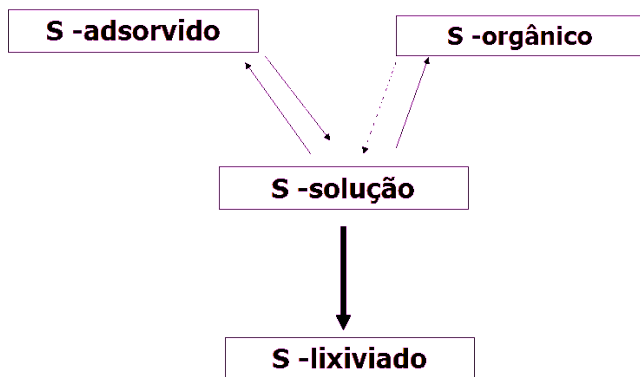 S -adsorvido
S -orgânico
S -solução
S -lixiviado